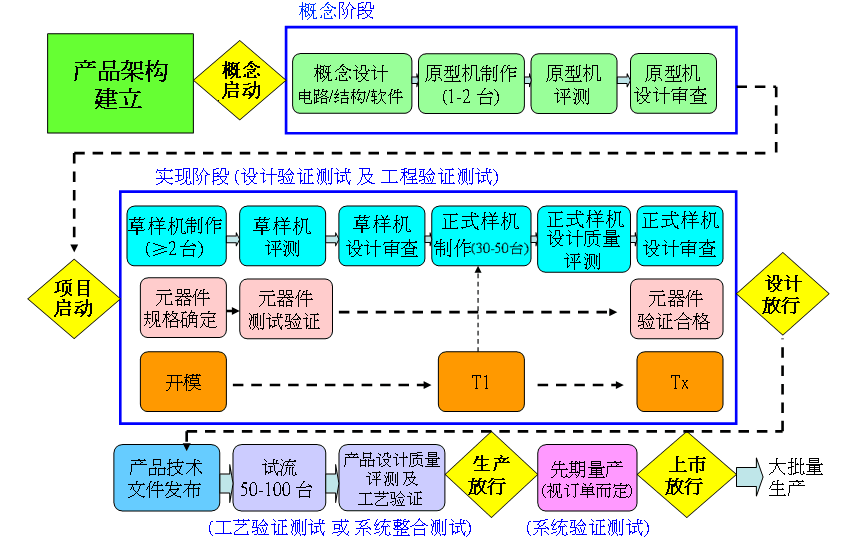 概念阶段
产品架构
建立
概念
启动
概念设计
电路/结构/软件
原型机制作
(1-2 台)
原型机
评测
原型机
设计审查
实现阶段 (设计验证测试 及 工程验证测试)
草样机制作
(≥2台)
草样机
评测
草样机
设计审查
正式样机
制作(30-50台)
正式样机
设计质量
评测
正式样机
设计审查
项目
启动
元器件
规格确定
元器件
测试验证
元器件
验证合格
设计
放行
开模
T1
Tx
产品技术
文件发布
试流
50-100 台
产品设计质量
评测及
工艺验证
生产
放行
先期量产
(视订单而定)
上市
放行
大批量
生产
(工艺验证测试 或 系统整合测试)
(系统验证测试)